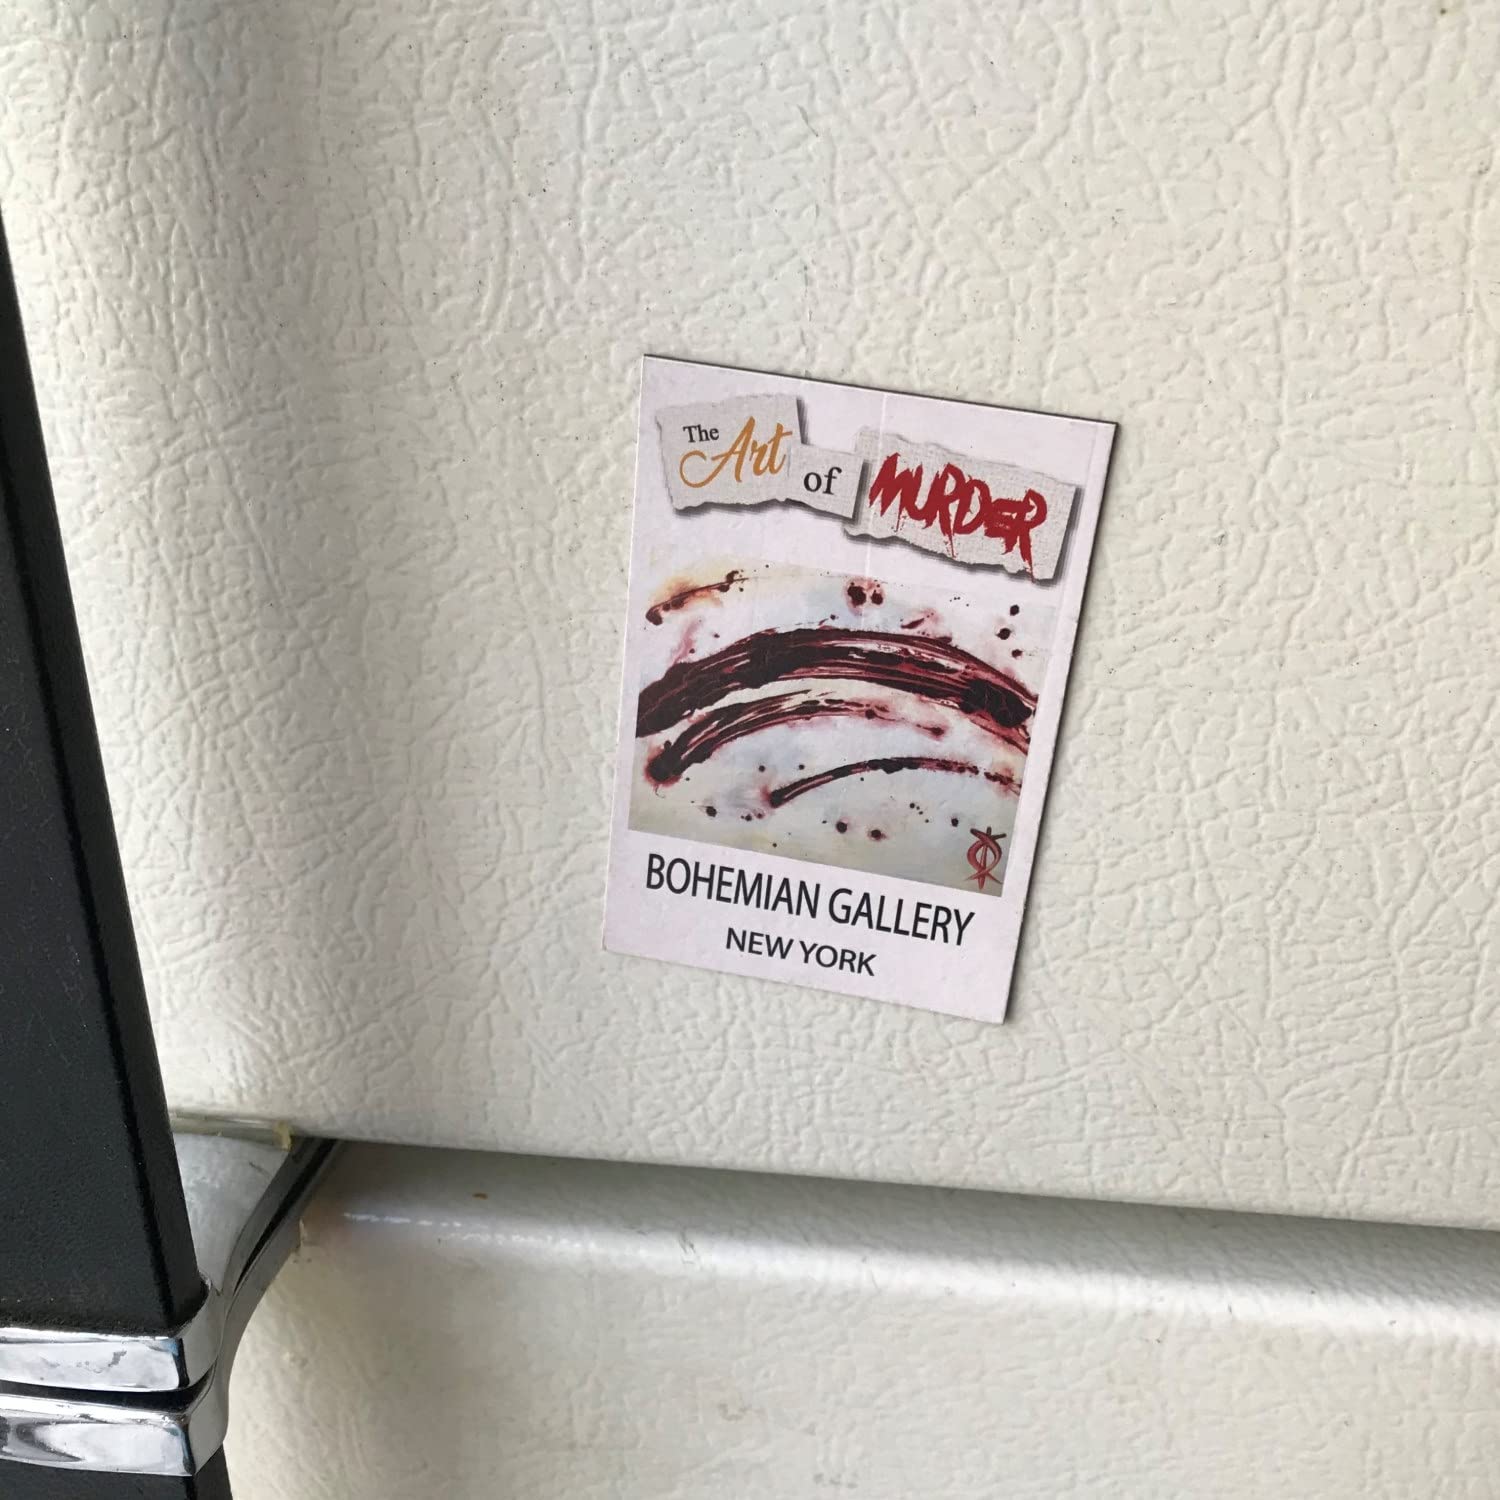 The Art of MURDER
BOHEMIAN GALLERY
NEW YORK